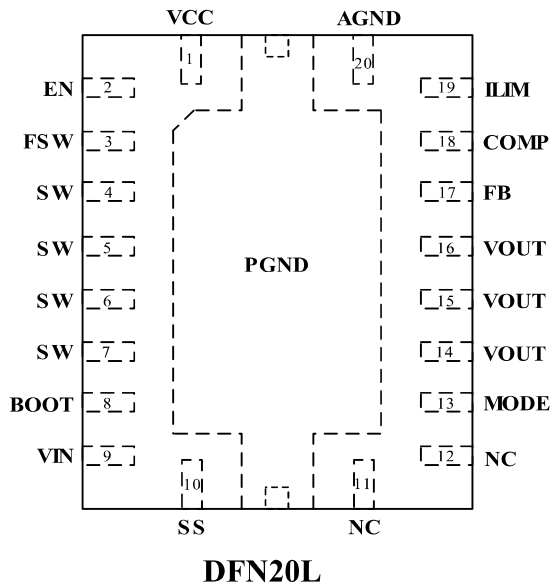 VCC AGND
1 20
EN 2 19 ILIM
FSW 3 18 COMP
SW 4 17 FB
SW 5 16 VOUT
PGND
SW 6 15 VOUT
SW 7 14 VOUT
BOOT 8 13 MODE
VIN 9 12 NC
10 11
SS NC
DFN20L